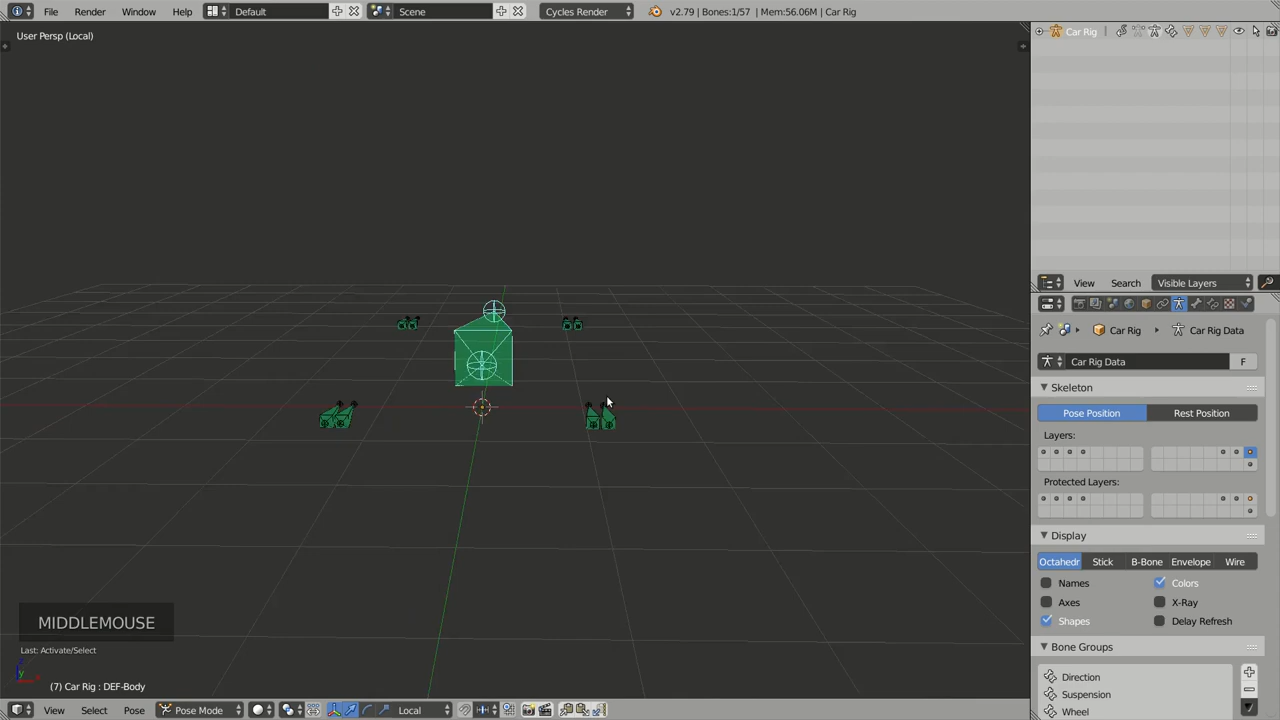 File Render Window Help Default Scene Cycles Render v2.79 | Bones:1/57 | Mem:56.06M | Car Rig
User Persp (Local)
Car Rig
View Search Visible Layers
Car Rig Car Rig Data
Car Rig Data F
Skeleton
Pose Position Rest Position
Layers:
Protected Layers:
Display
Octahedr Stick B-Bone Envelope Wire
Names Colors
Axes X-Ray
Shapes Delay Refresh
Bone Groups
Direction
Suspension
Wheel
MIDDLEMOUSE
Last: Activate/Select
(7) Car Rig : DEF-Body
View Select Pose Pose Mode Local